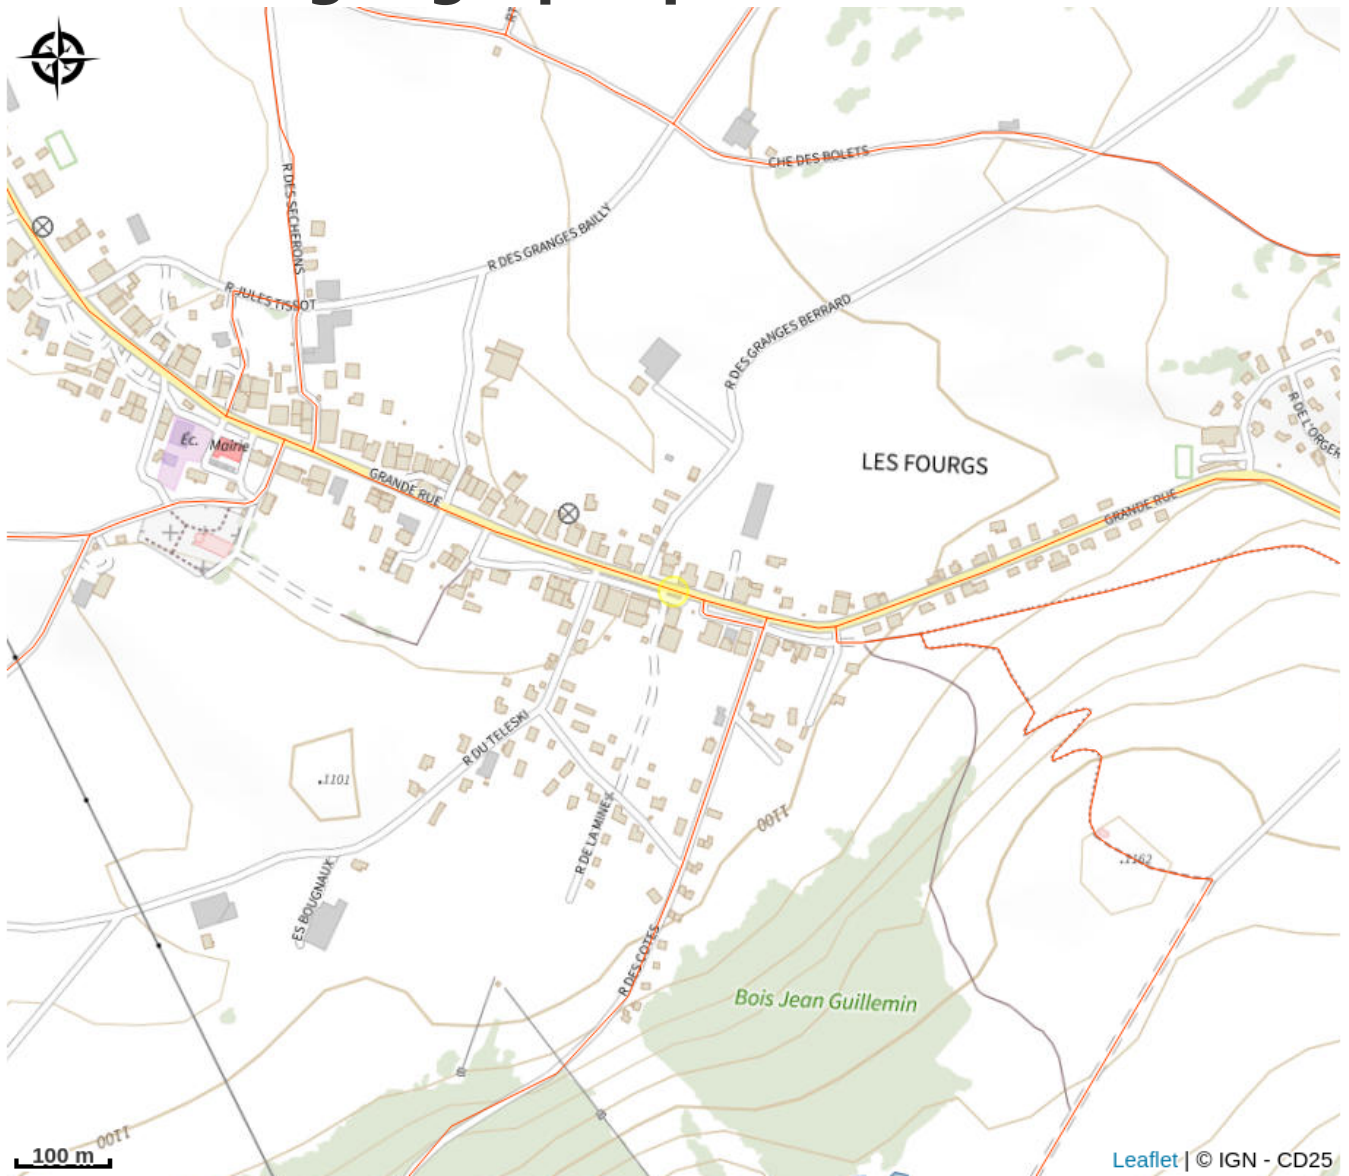 CHE DES BOLETS
R DES SECHERONS
R DES GRANGES BAILLY
R JULES TISSOT
R DES GRANGES BERRARD
R DE L'ORGER
Éc.
Mairie
GRANDE RUE
LES FOURGS
GRANDE RUE
R DU TELESKI
1101
R DE LA MINE
1100
1162
ES BOUGNAUX
R DES COTES
Bois Jean Guillemin
1100
100 m
Leaflet | © IGN - CD25